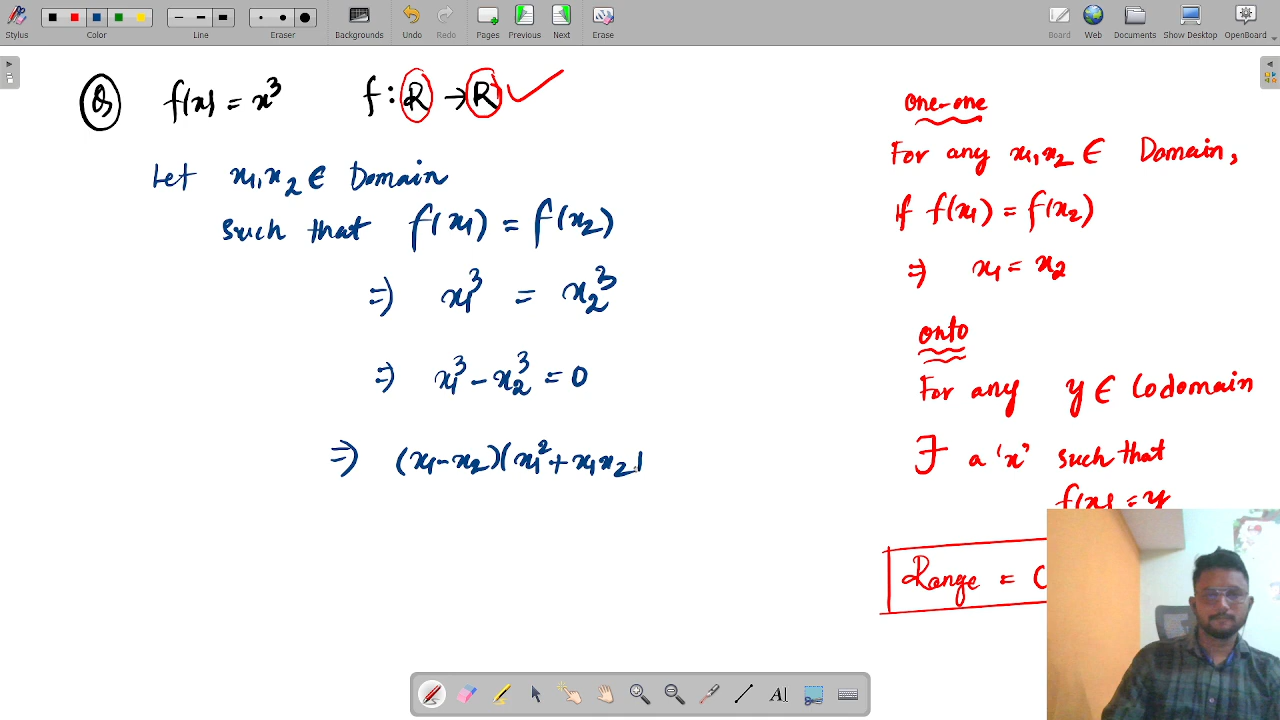 Stylus Color Line Eraser Backgrounds Undo Redo Pages Previous Next Erase Board Web Documents Show Desktop OpenBoard
Q f(x) = x³ f : R → R ✓
Let x₁, x₂ ∈ Domain
Such that f(x₁) = f(x₂)
⇒ x₁³ = x₂³
⇒ x₁³ - x₂³ = 0
⇒ (x₁-x₂)(x₁² + x₁x₂
one-one
For any x₁, x₂ ∈ Domain,
If f(x₁) = f(x₂)
⇒ x₁ = x₂
onto
For any y ∈ Codomain
∃ a 'x' such that
f(x) = y
Range = C